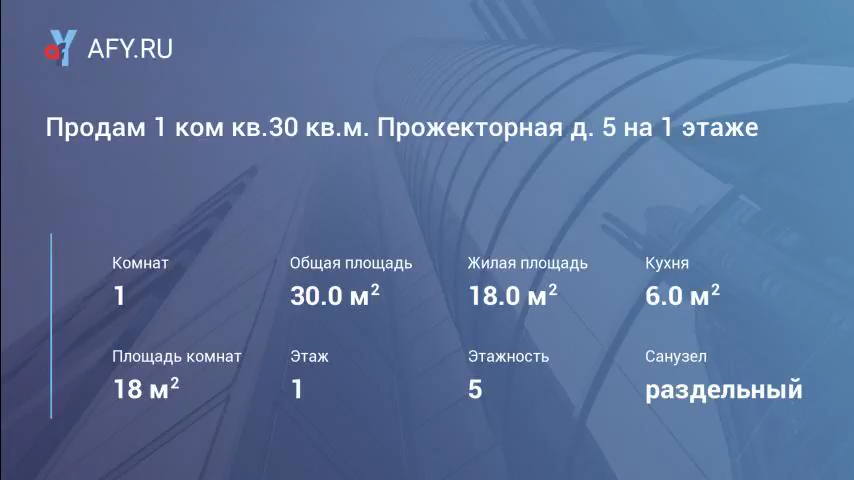 AFY.RU
Продам 1 ком кв.30 кв.м. Прожекторная д. 5 на 1 этаже
Комнат Общая площадь Жилая площадь Кухня
1 30.0 м² 18.0 м² 6.0 м²
Площадь комнат Этаж Этажность Санузел
18 м² 1 5 раздельный